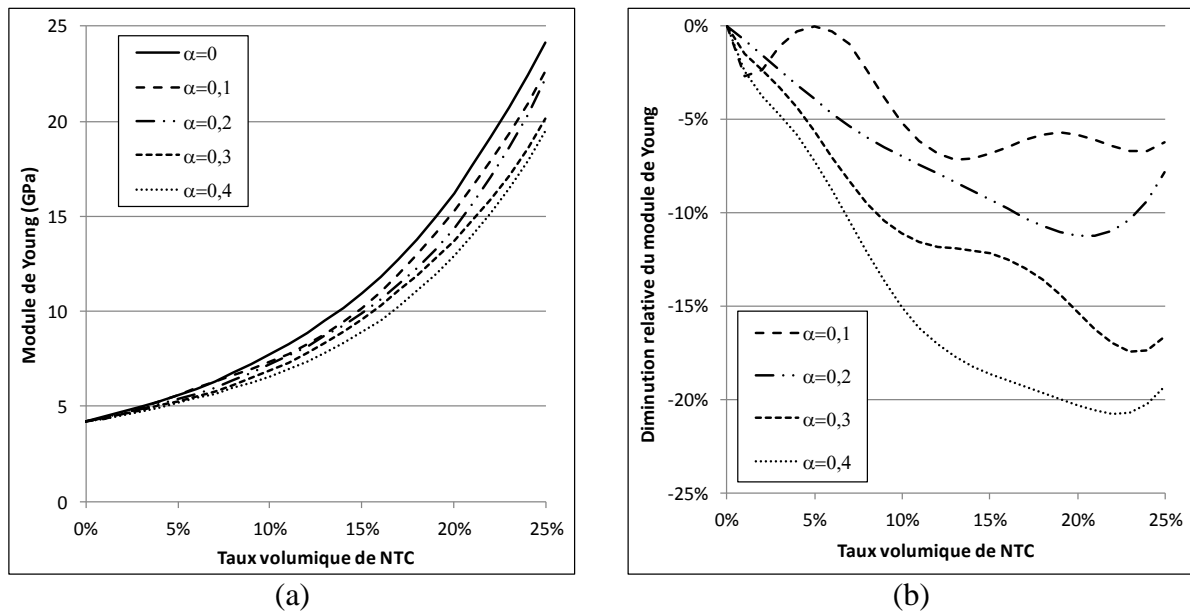 25
20
15
10
5
0
Module de Young (GPa)
α=0
α=0,1
α=0,2
α=0,3
α=0,4
0% 5% 10% 15% 20% 25%
Taux volumique de NTC
(a)
0%
-5%
-10%
-15%
-20%
-25%
Diminution relative du module de Young
α=0,1
α=0,2
α=0,3
α=0,4
0% 5% 10% 15% 20% 25%
Taux volumique de NTC
(b)